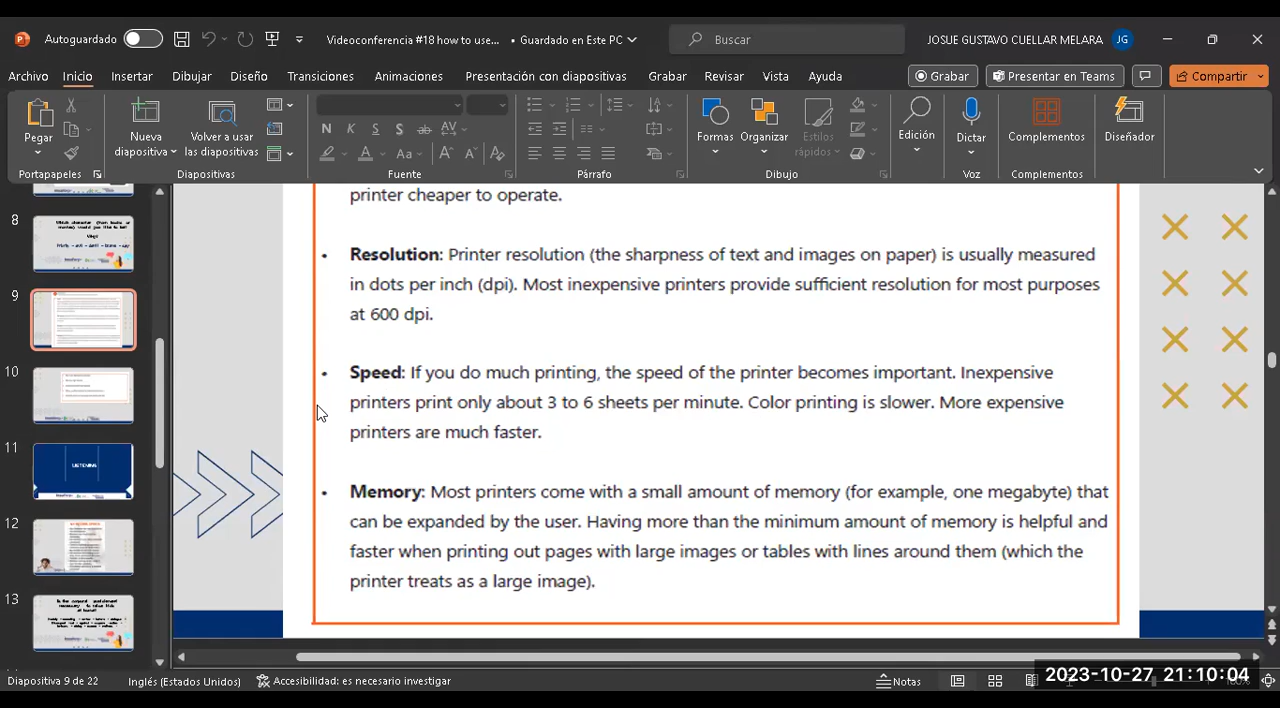 Autoguardado
Videoconferencia #18 how to use... • Guardado en Este PC
Buscar
JOSUE GUSTAVO CUELLAR MELARA
JG
Archivo Inicio Insertar Dibujar Diseño Transiciones Animaciones Presentación con diapositivas Grabar Revisar Vista Ayuda
Grabar
Presentar en Teams
Compartir
Pegar
Nueva diapositiva
Volver a usar las diapositivas
N K S S ab AV
A Aa A A A
Formas
Organizar
Estilos rápidos
Edición
Dictar
Complementos
Diseñador
Portapapeles
Diapositivas
Fuente
Párrafo
Dibujo
Voz
Complementos
8
9
10
11
LISTENING
12
13
printer cheaper to operate.
• Resolution: Printer resolution (the sharpness of text and images on paper) is usually measured
in dots per inch (dpi). Most inexpensive printers provide sufficient resolution for most purposes
at 600 dpi.
• Speed: If you do much printing, the speed of the printer becomes important. Inexpensive
printers print only about 3 to 6 sheets per minute. Color printing is slower. More expensive
printers are much faster.
• Memory: Most printers come with a small amount of memory (for example, one megabyte) that
can be expanded by the user. Having more than the minimum amount of memory is helpful and
faster when printing out pages with large images or tables with lines around them (which the
printer treats as a large image).
Diapositiva 9 de 22
Inglés (Estados Unidos)
Accesibilidad: es necesario investigar
Notas
2023-10-27 21:10:04